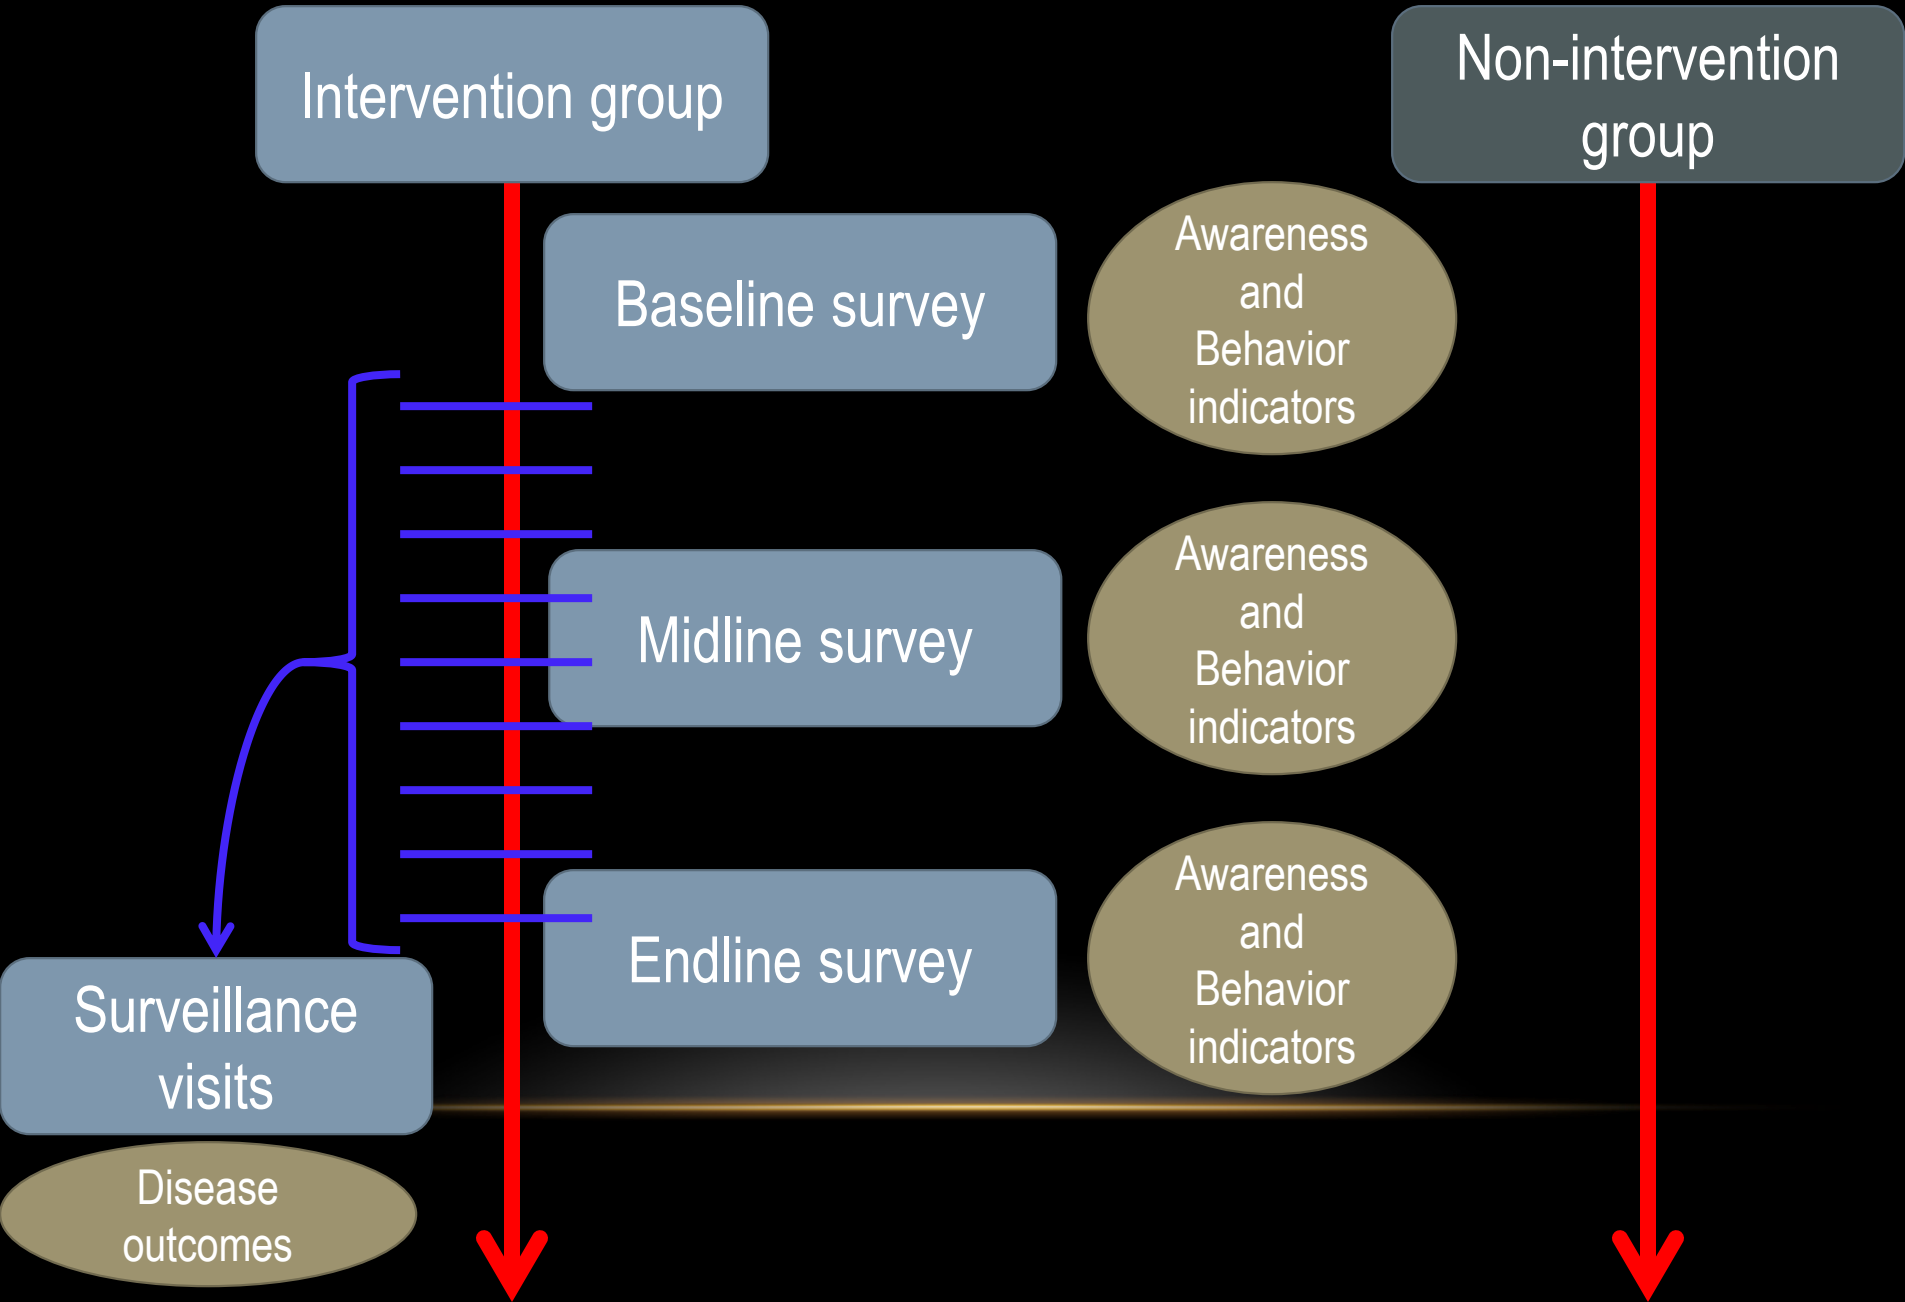 Intervention group
Non-intervention
group
Baseline survey
Awareness
and
Behavior
indicators
Midline survey
Awareness
and
Behavior
indicators
Endline survey
Awareness
and
Behavior
indicators
Surveillance
visits
Disease
outcomes